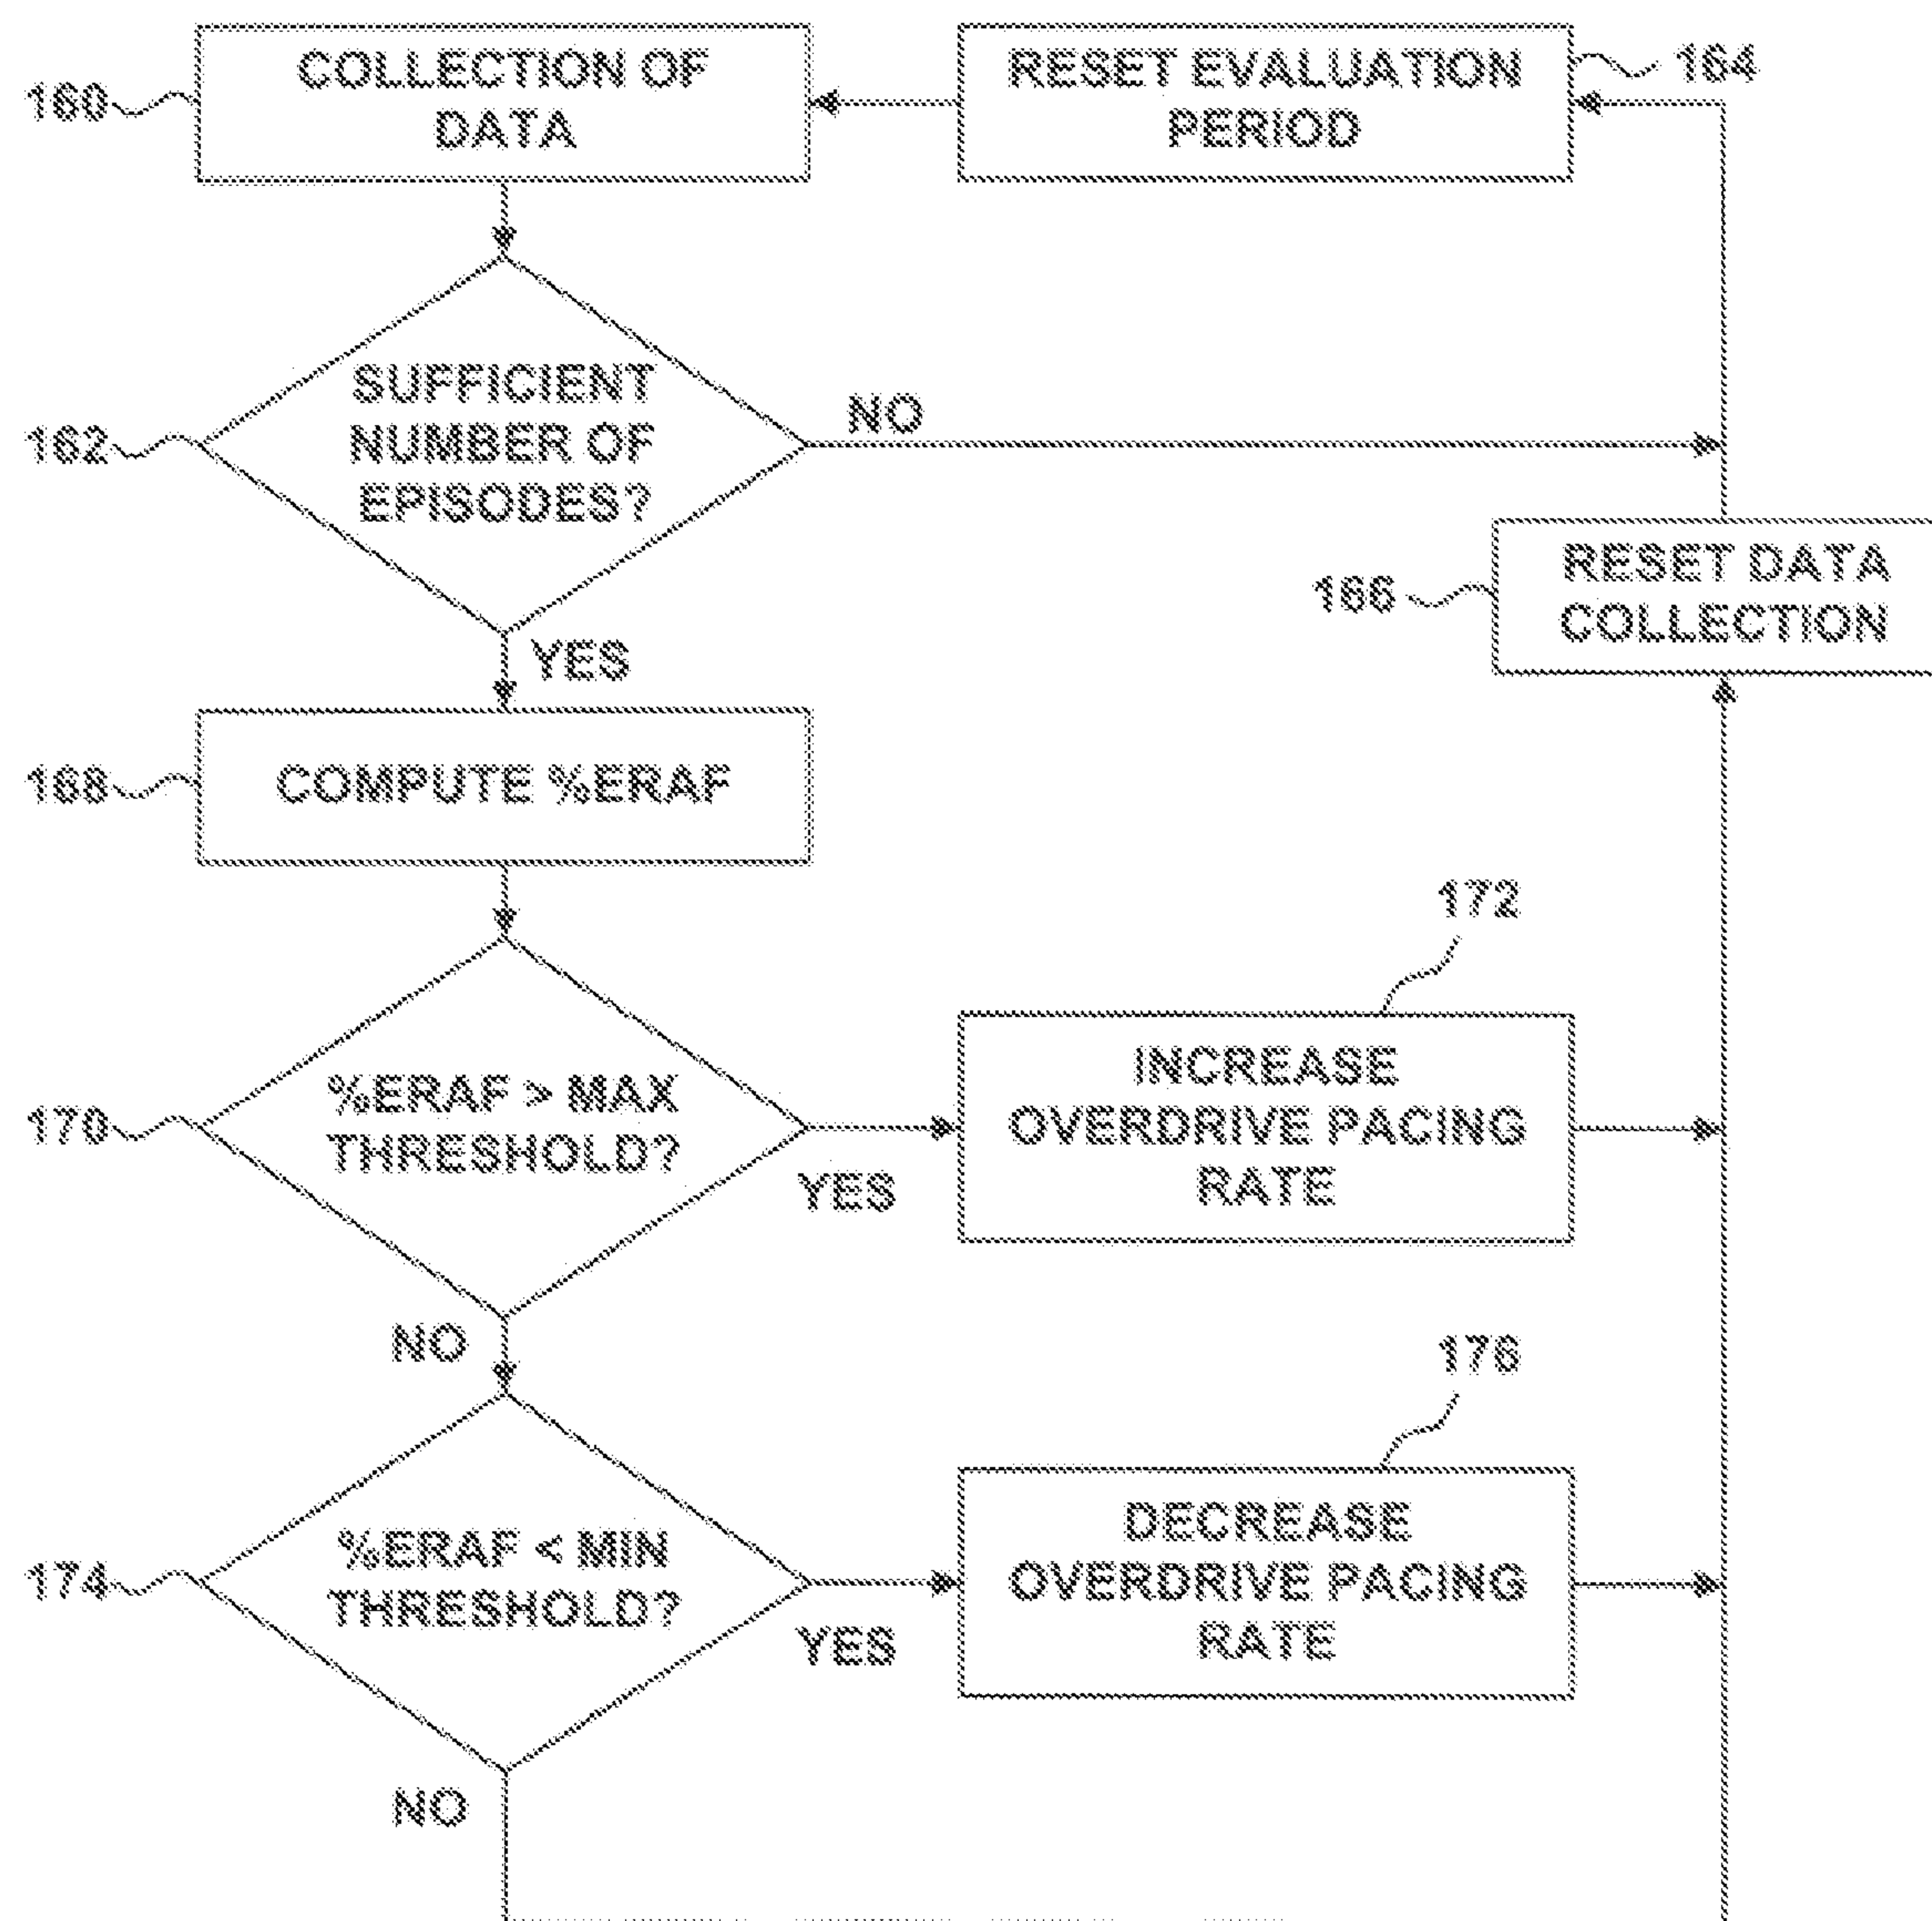 160
COLLECTION OF
DATA
RESET EVALUATION
PERIOD
164
162
SUFFICIENT
NUMBER OF
EPISODES?
NO
YES
166
RESET DATA
COLLECTION
168
COMPUTE %ERAF
170
%ERAF > MAX
THRESHOLD?
YES
NO
172
INCREASE
OVERDRIVE PACING
RATE
174
%ERAF < MIN
THRESHOLD?
YES
NO
176
DECREASE
OVERDRIVE PACING
RATE